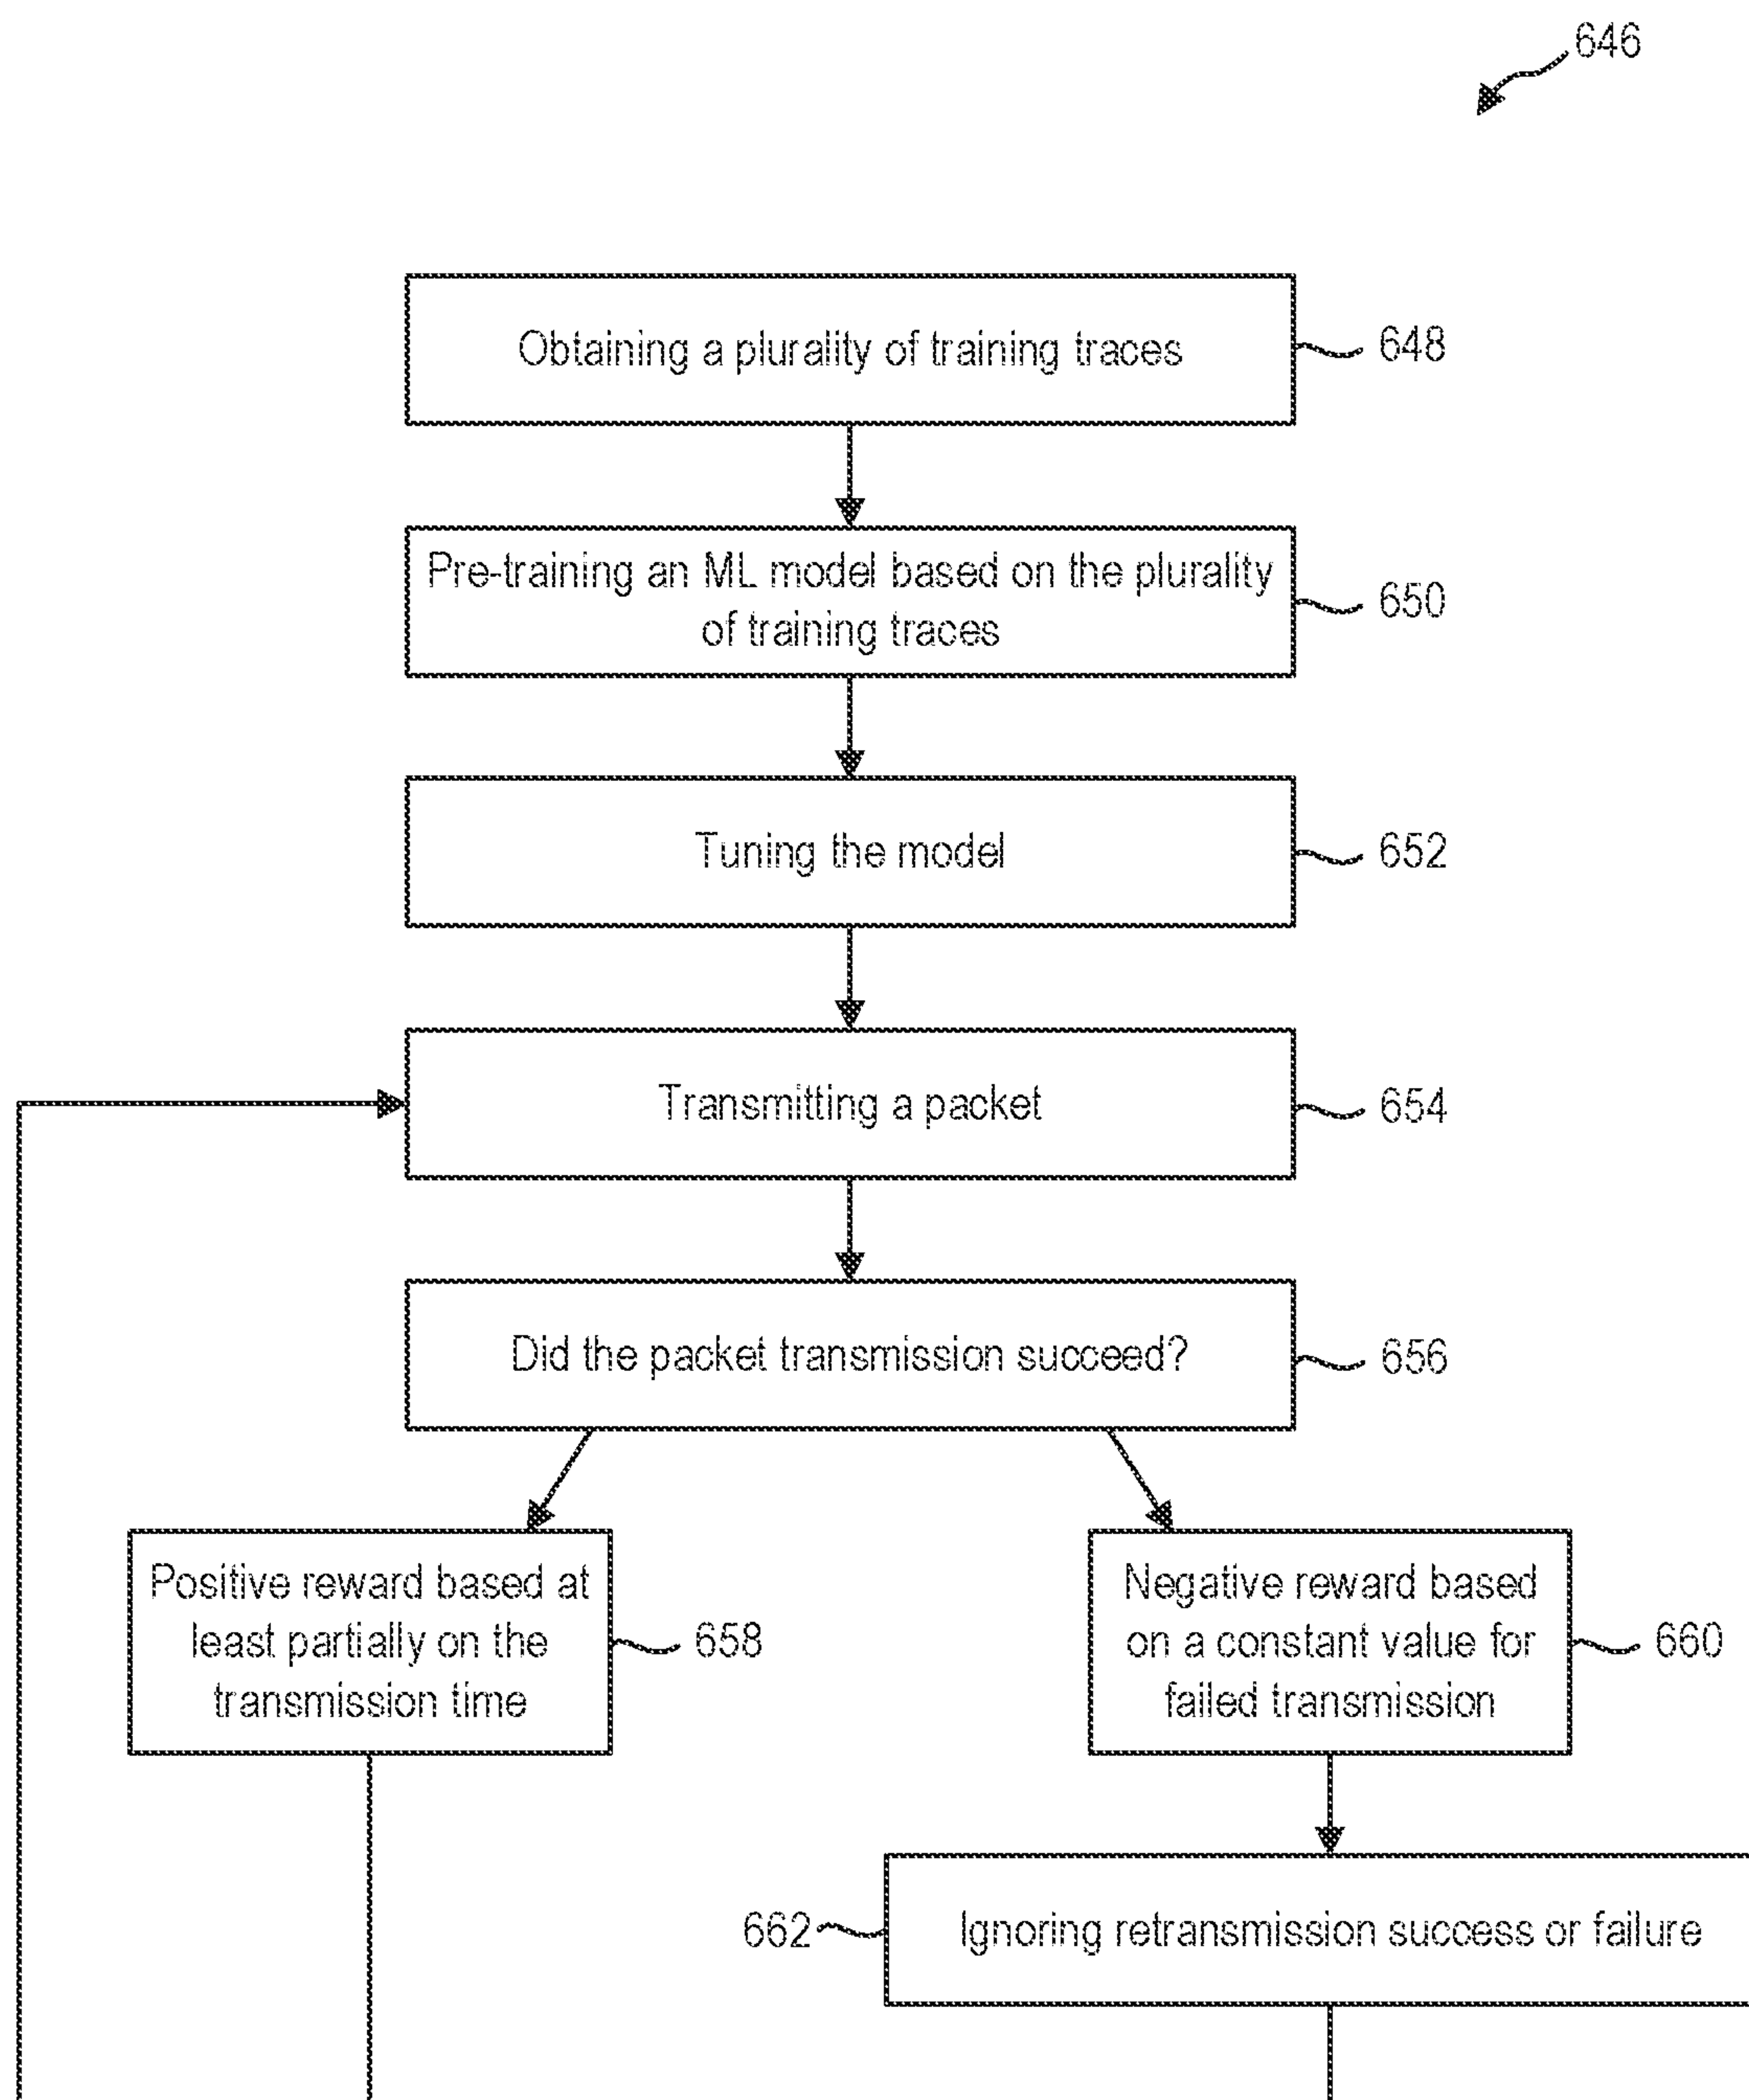 646
Obtaining a plurality of training traces
648
Pre-training an ML model based on the plurality
of training traces
650
Tuning the model
652
Transmitting a packet
654
Did the packet transmission succeed?
656
Positive reward based at
least partially on the
transmission time
658
Negative reward based
on a constant value for
failed transmission
660
662
Ignoring retransmission success or failure